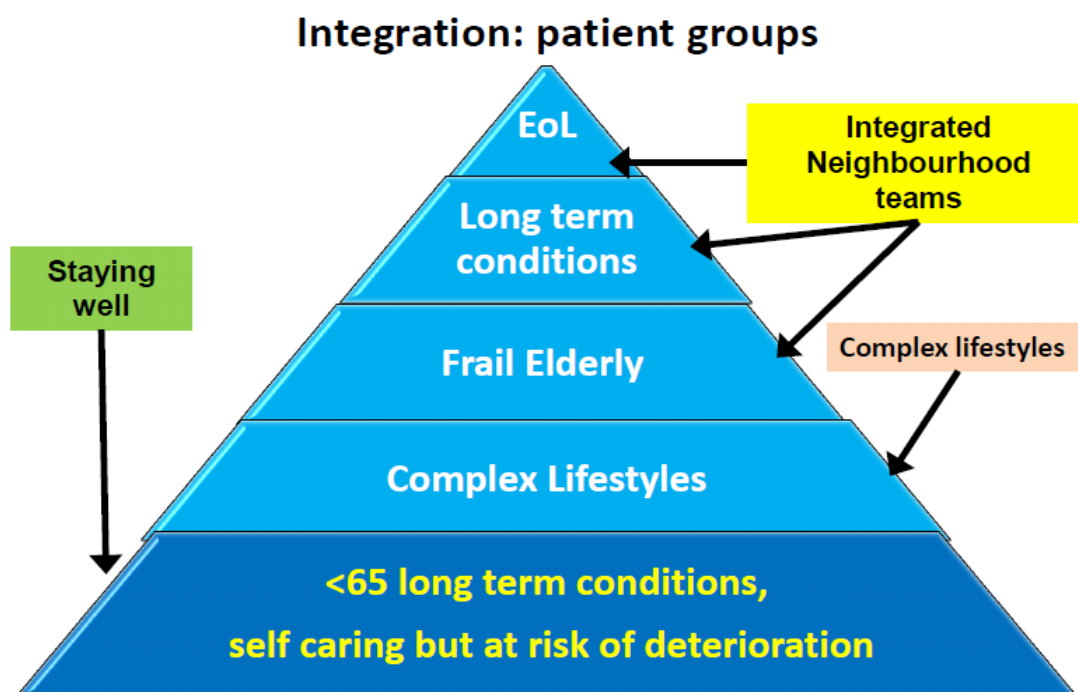 Integration: patient groups
EoL
Integrated
Neighbourhood
teams
Long term
conditions
Staying
well
Frail Elderly
Complex lifestyles
Complex Lifestyles
<65 long term conditions,
self caring but at risk of deterioration